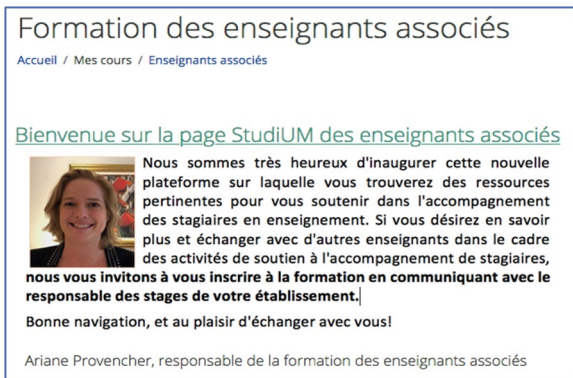 Formation des enseignants associés
Accueil / Mes cours / Enseignants associés
Bienvenue sur la page StudiUM des enseignants associés
Nous sommes très heureux d'inaugurer cette nouvelle
plateforme sur laquelle vous trouverez des ressources
pertinentes pour vous soutenir dans l'accompagnement
des stagiaires en enseignement. Si vous désirez en savoir
plus et échanger avec d'autres enseignants dans le cadre
des activités de soutien à l'accompagnement de stagiaires,
nous vous invitons à vous inscrire à la formation en communiquant avec le
responsable des stages de votre établissement.
Bonne navigation, et au plaisir d'échanger avec vous!
Ariane Provencher, responsable de la formation des enseignants associés